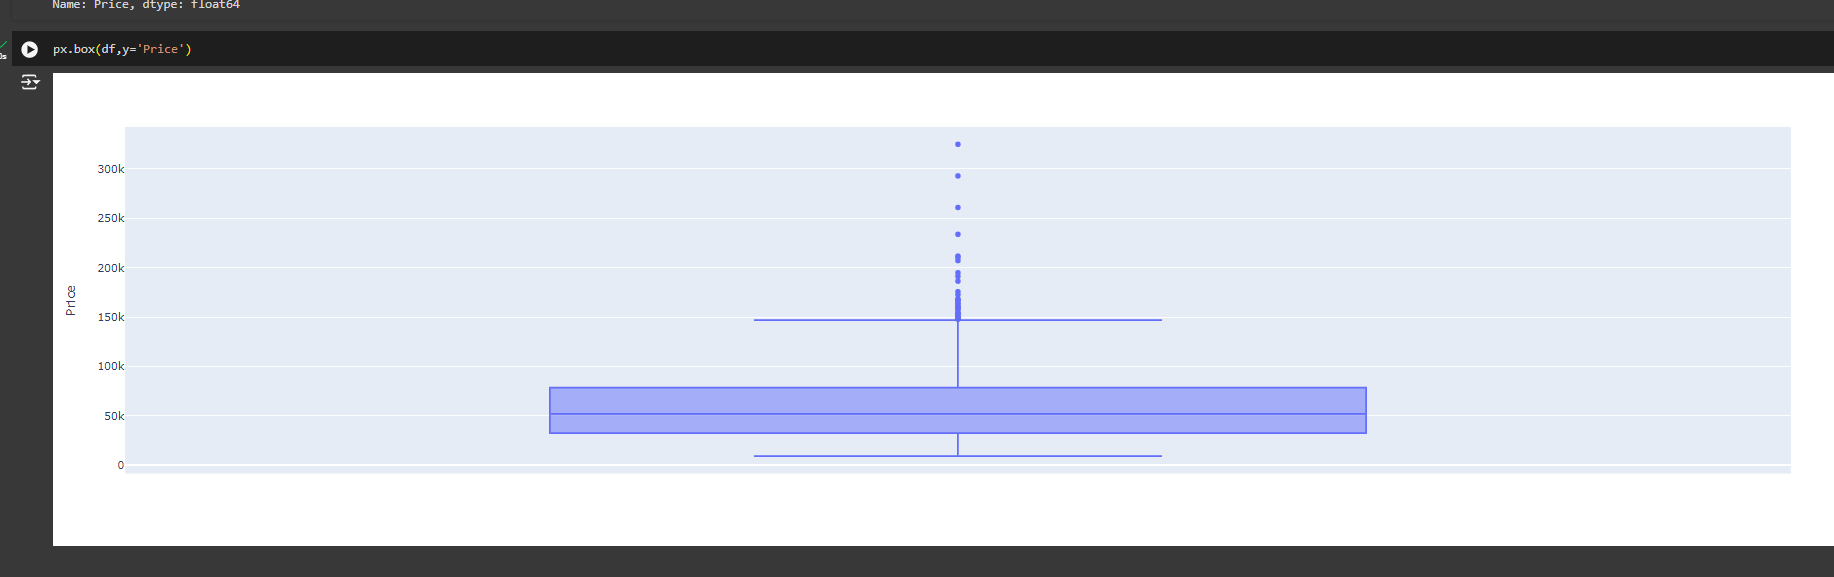 Name: Price, dtype: float64
px.box(df,y='Price')
300k
250k
200k
150k
100k
50k
0
Price